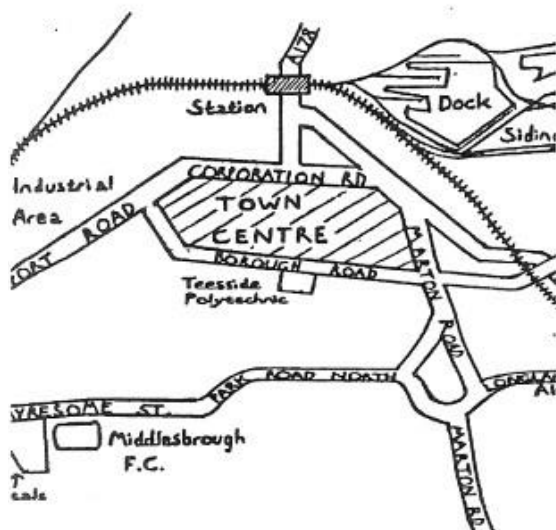 A178
Station
Dock
Siding
CORPORATION RD
Industrial
Area
TOWN
CENTRE
ORT ROAD
BOROUGH ROAD
MARTON ROAD
Teesside
Polytechnic
PARK ROAD NORTH
AYRESOME ST.
Middlesbrough
F.C.
MARTON RD